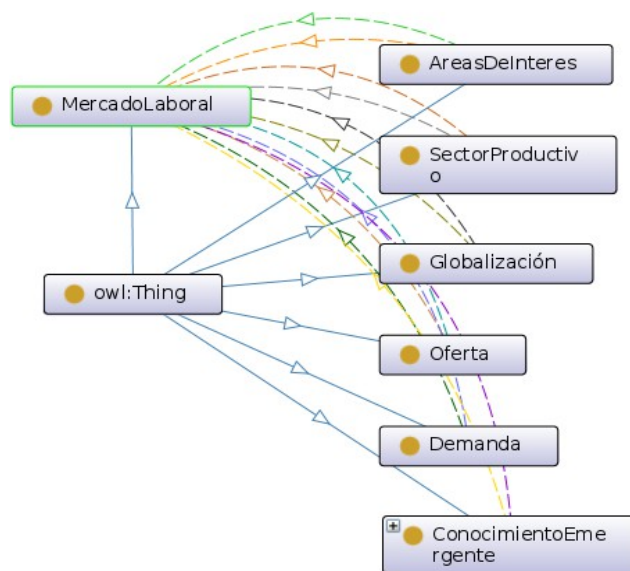 AreasDeInteres
MercadoLaboral
SectorProductiv
o
Globalización
owl:Thing
Oferta
Demanda
ConocimientoEme
rgente